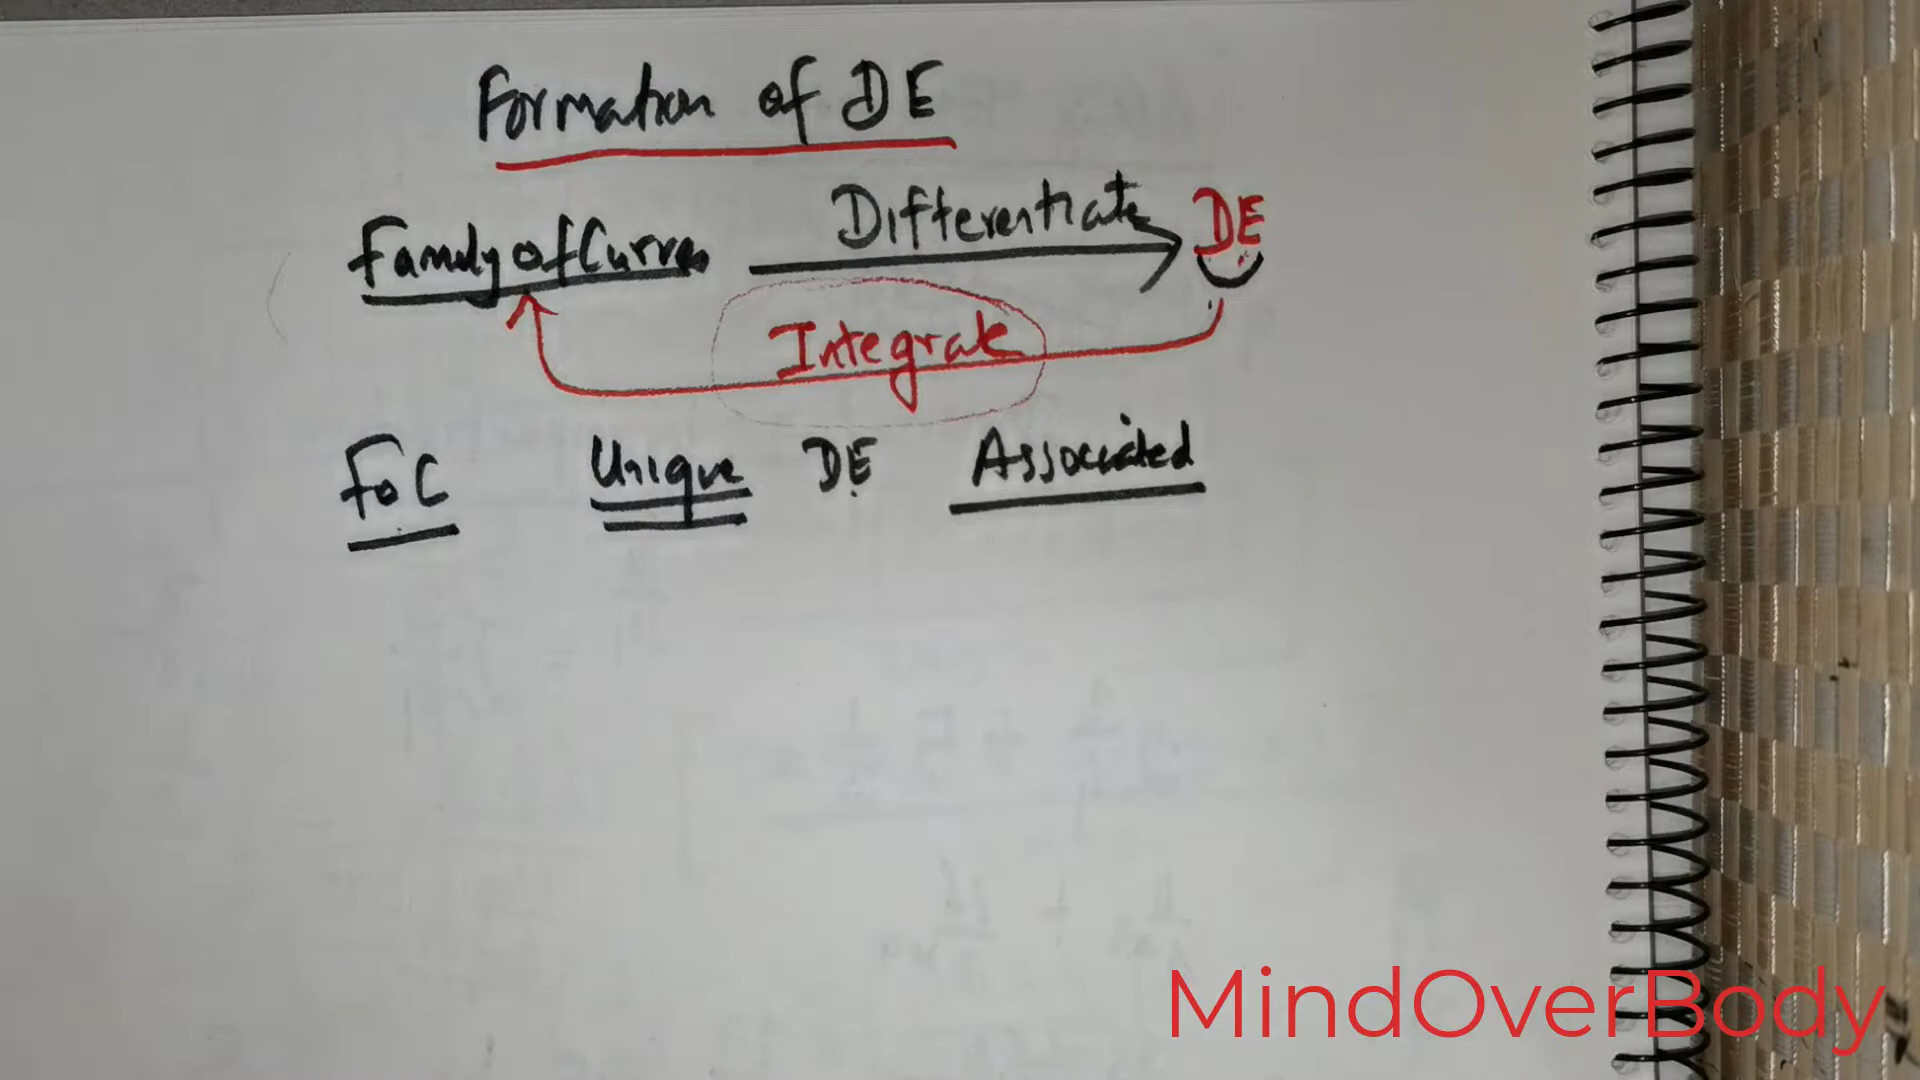 Formation of DE
Family of Curves Differentiate DE
Integrate
FoC Unique DE Associated
MindOverBody